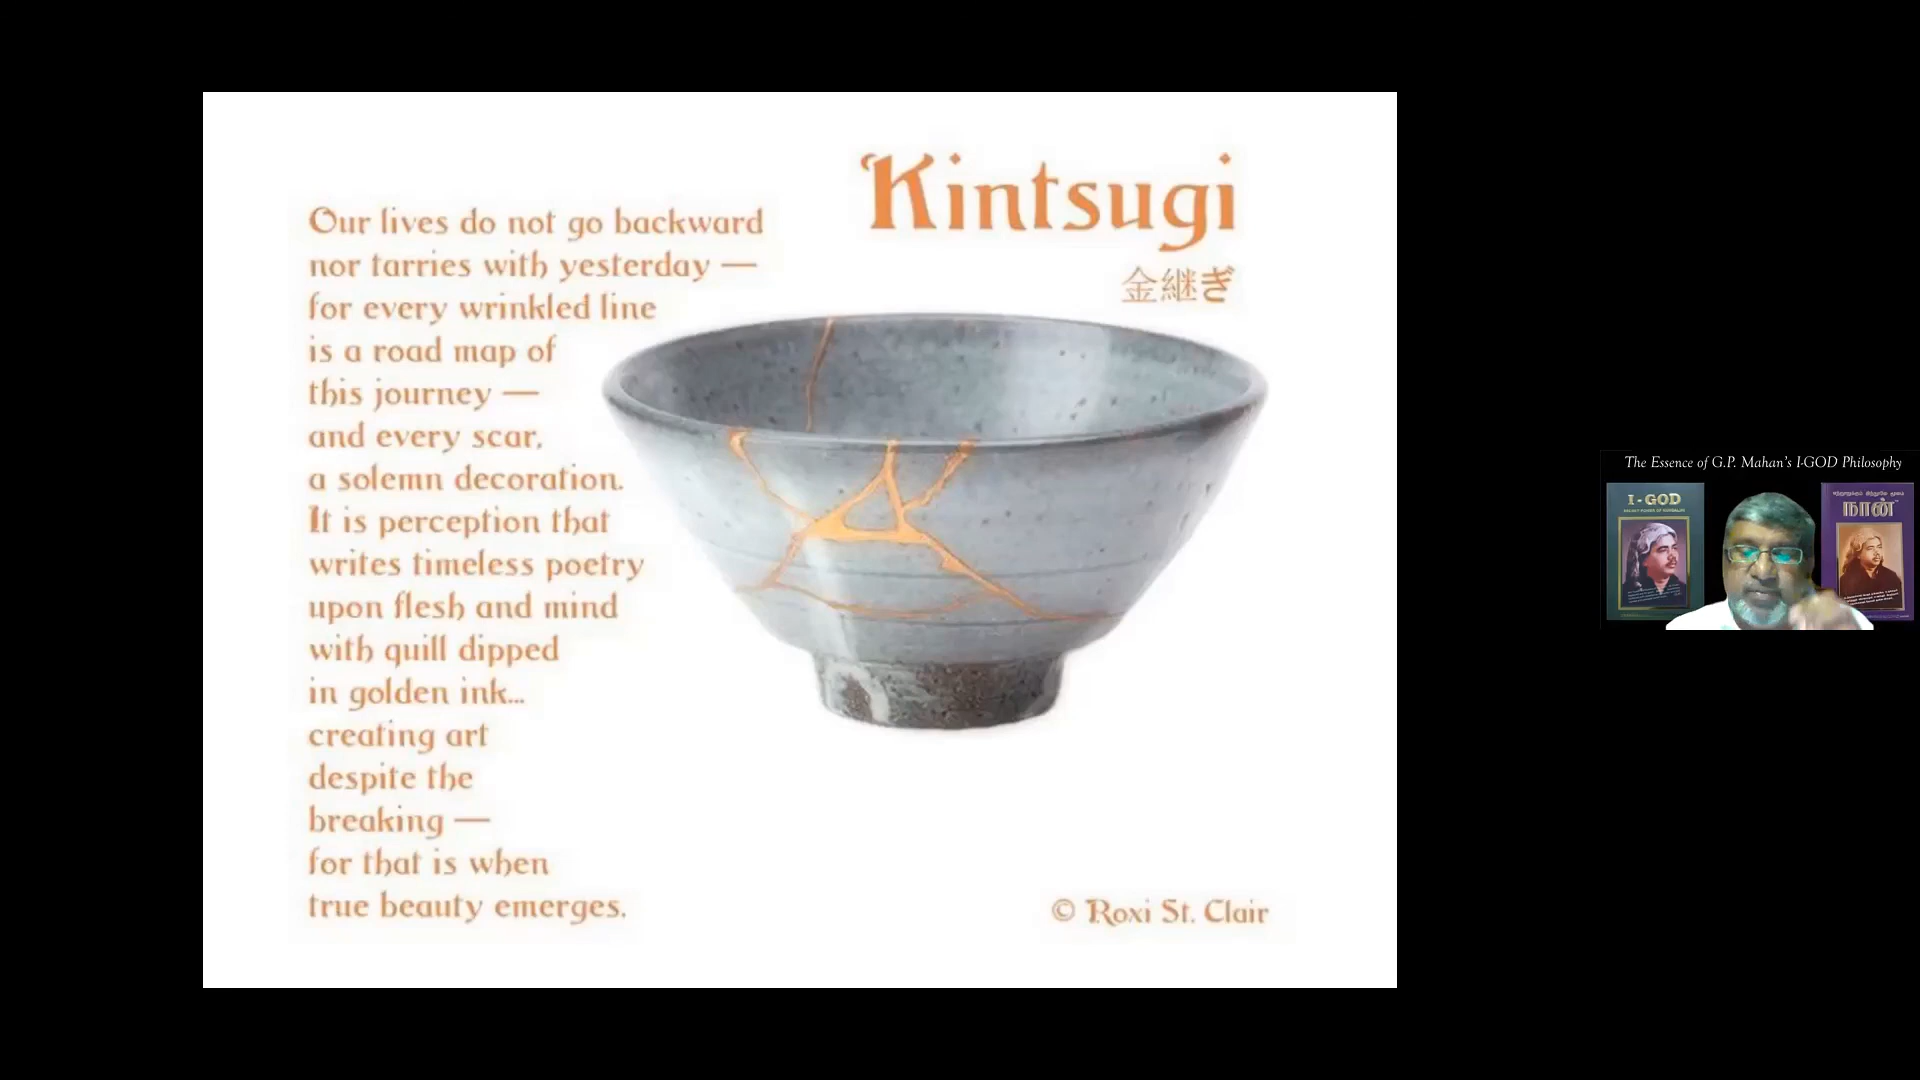 Kintsugi
金継ぎ
Our lives do not go backward
nor tarries with yesterday —
for every wrinkled line
is a road map of
this journey —
and every scar,
a solemn decoration.
It is perception that
writes timeless poetry
upon flesh and mind
with quill dipped
in golden ink...
creating art
despite the
breaking —
for that is when
true beauty emerges.
© Roxi St. Clair
The Essence of G.P. Mahan's I-GOD Philosophy
I-GOD
நான்